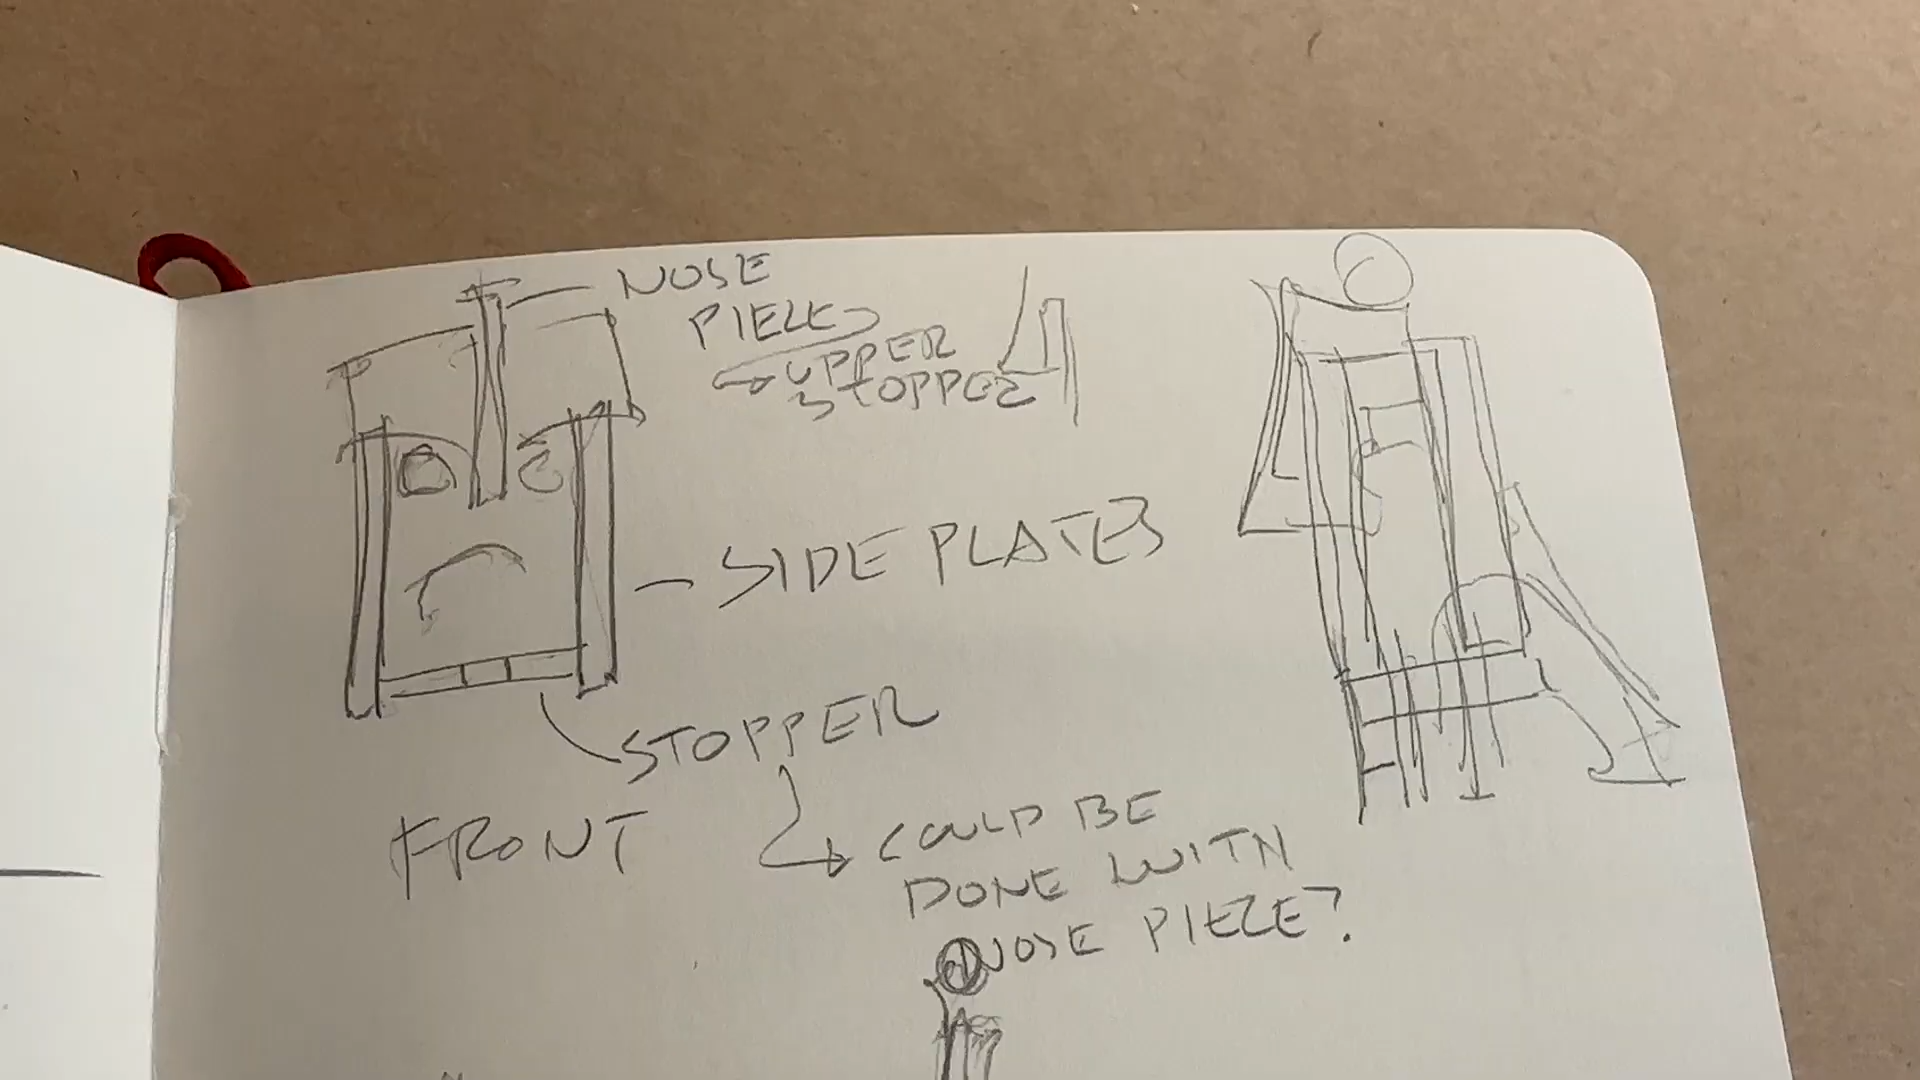 NOSE
PIECE
UPPER
STOPPER
SIDE PLATES
STOPPER
FRONT
COULD BE
DONE WITH
NOSE PIECE?